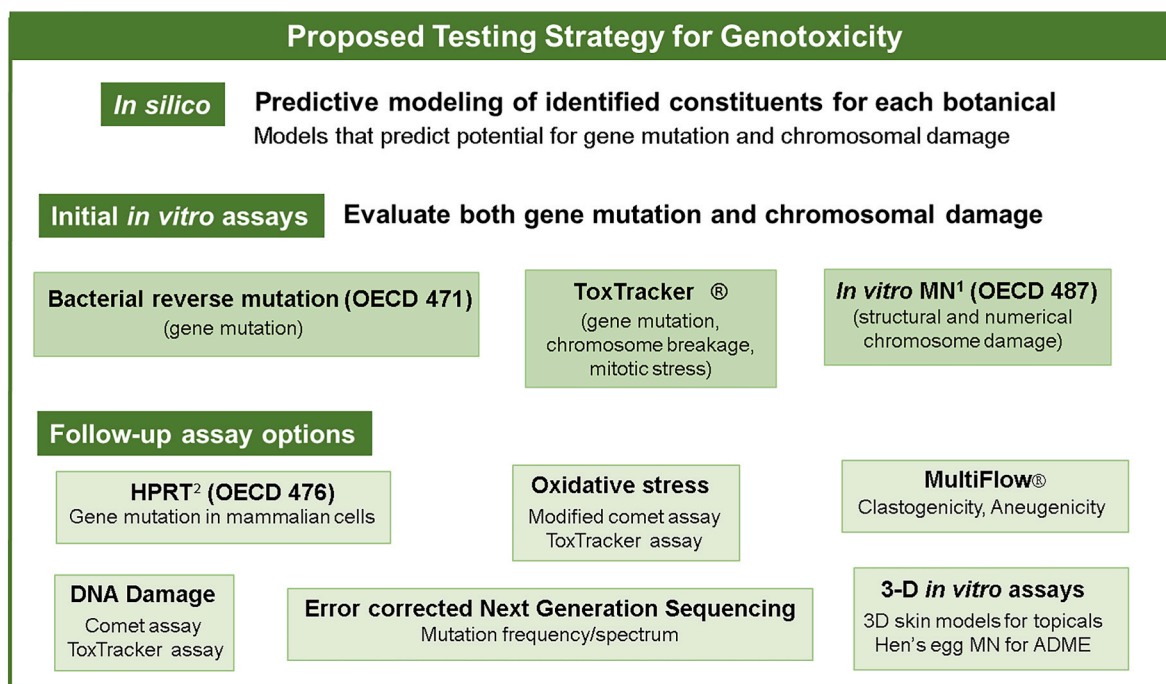 Proposed Testing Strategy for Genotoxicity
In silico
Predictive modeling of identified constituents for each botanical
Models that predict potential for gene mutation and chromosomal damage
Initial in vitro assays
Evaluate both gene mutation and chromosomal damage
Bacterial reverse mutation (OECD 471)
(gene mutation)
ToxTracker ®
(gene mutation,
chromosome breakage,
mitotic stress)
In vitro MN¹ (OECD 487)
(structural and numerical
chromosome damage)
Follow-up assay options
HPRT² (OECD 476)
Gene mutation in mammalian cells
Oxidative stress
Modified comet assay
ToxTracker assay
MultiFlow®
Clastogenicity, Aneugenicity
DNA Damage
Comet assay
ToxTracker assay
Error corrected Next Generation Sequencing
Mutation frequency/spectrum
3-D in vitro assays
3D skin models for topicals
Hen's egg MN for ADME